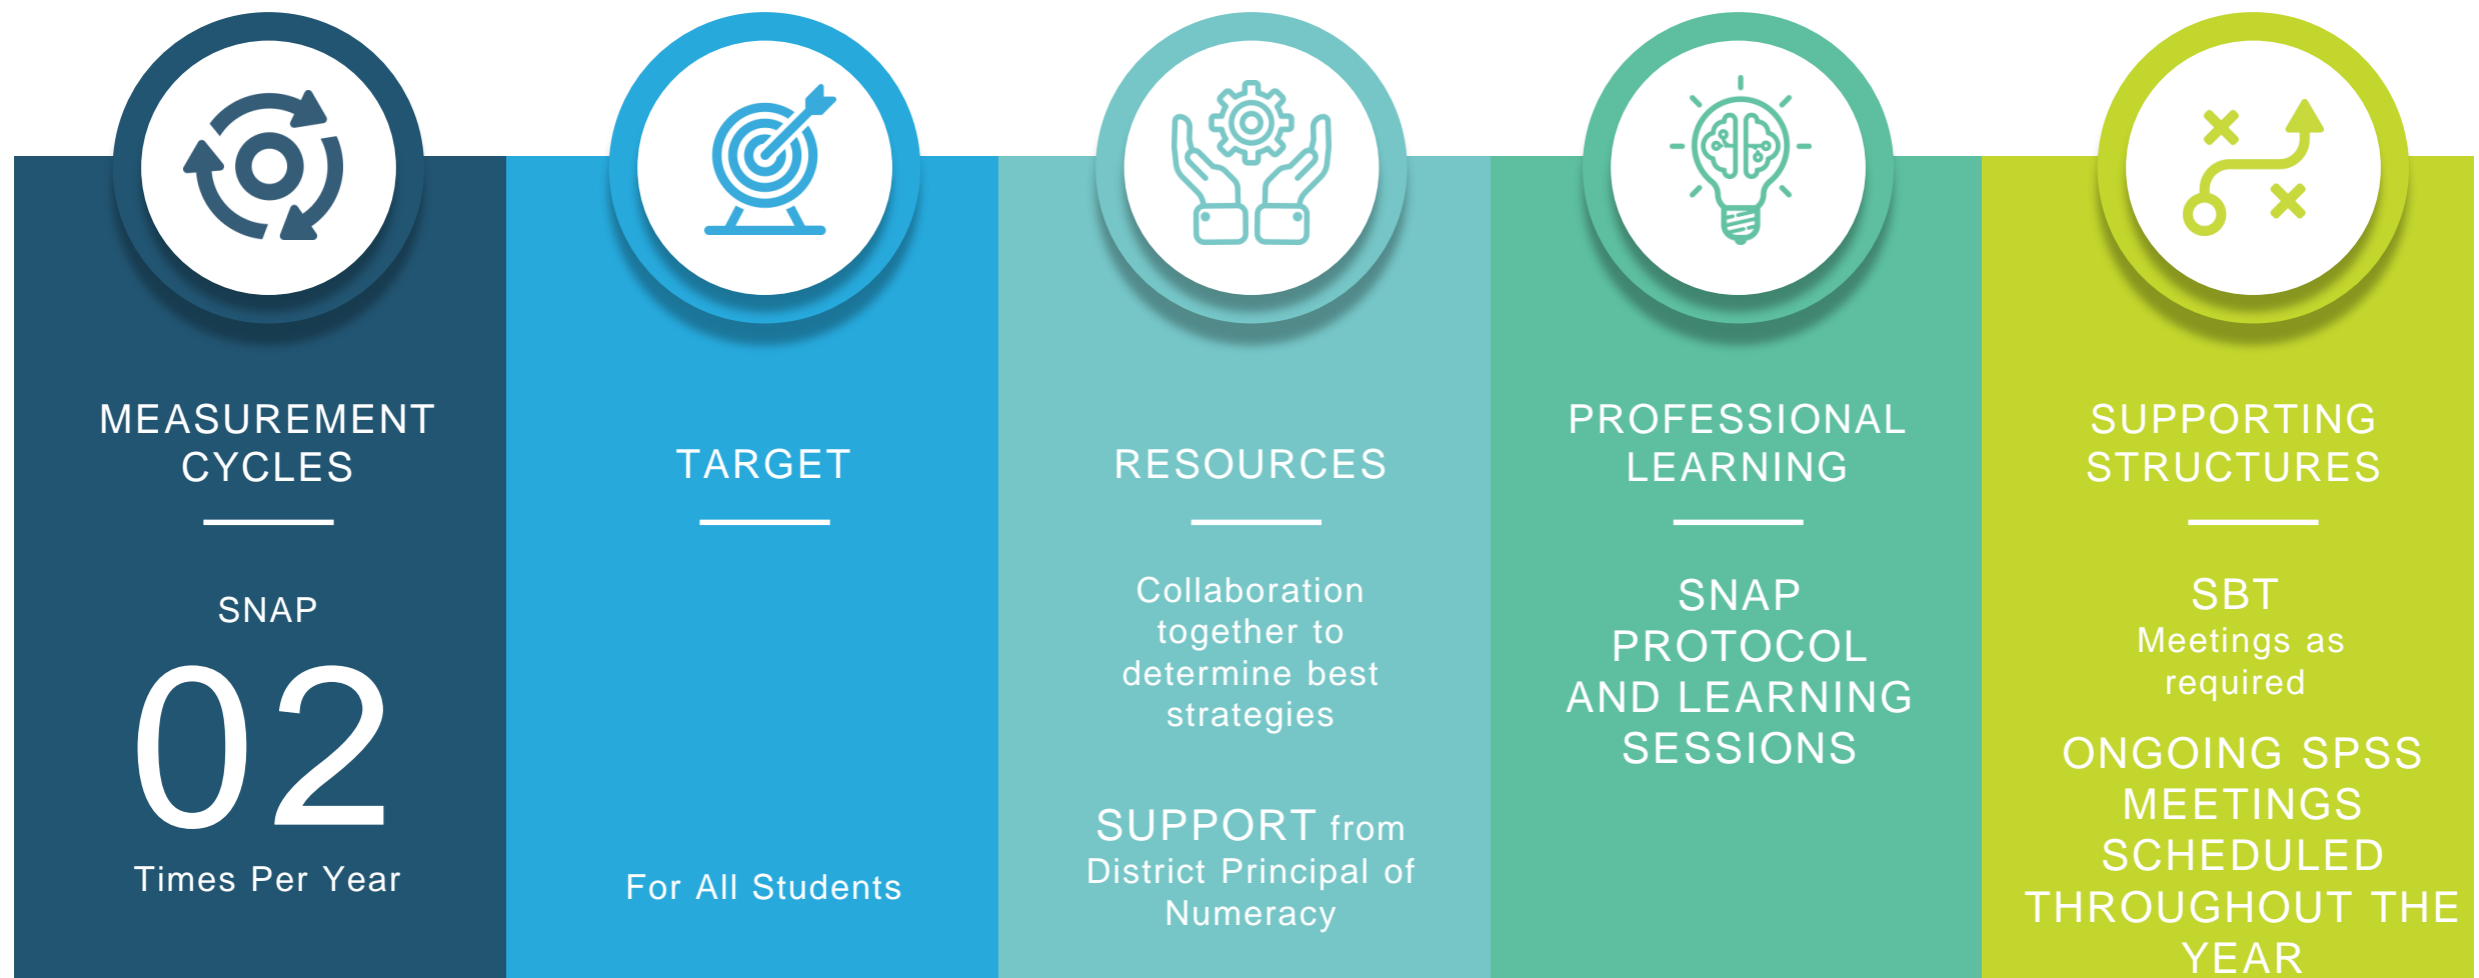 MEASUREMENT
CYCLES
SNAP
02
Times Per Year
TARGET
For All Students
RESOURCES
Collaboration
together to
determine best
strategies
SUPPORT from
District Principal of
Numeracy
PROFESSIONAL
LEARNING
SNAP
PROTOCOL
AND LEARNING
SESSIONS
SUPPORTING
STRUCTURES
SBT
Meetings as
required
ONGOING SPSS
MEETINGS
SCHEDULED
THROUGHOUT THE
YEAR